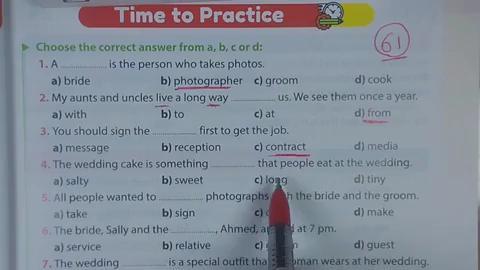 Time to Practice
61
Choose the correct answer from a, b, c or d:
1. A .............. is the person who takes photos.
a) bride b) photographer c) groom d) cook
2. My aunts and uncles live a long way .............. us. We see them once a year.
a) with b) to c) at d) from
3. You should sign the .............. first to get the job.
a) message b) reception c) contract d) media
4. The wedding cake is something .............. that people eat at the wedding.
a) salty b) sweet c) long d) tiny
5. All people wanted to .............. photographs the bride and the groom.
a) take b) sign d) make
6. The bride, Sally and the .............., Ahmed, at 7 pm.
a) service b) relative d) guest
7. The wedding .............. is a special outfit wears at her wedding.